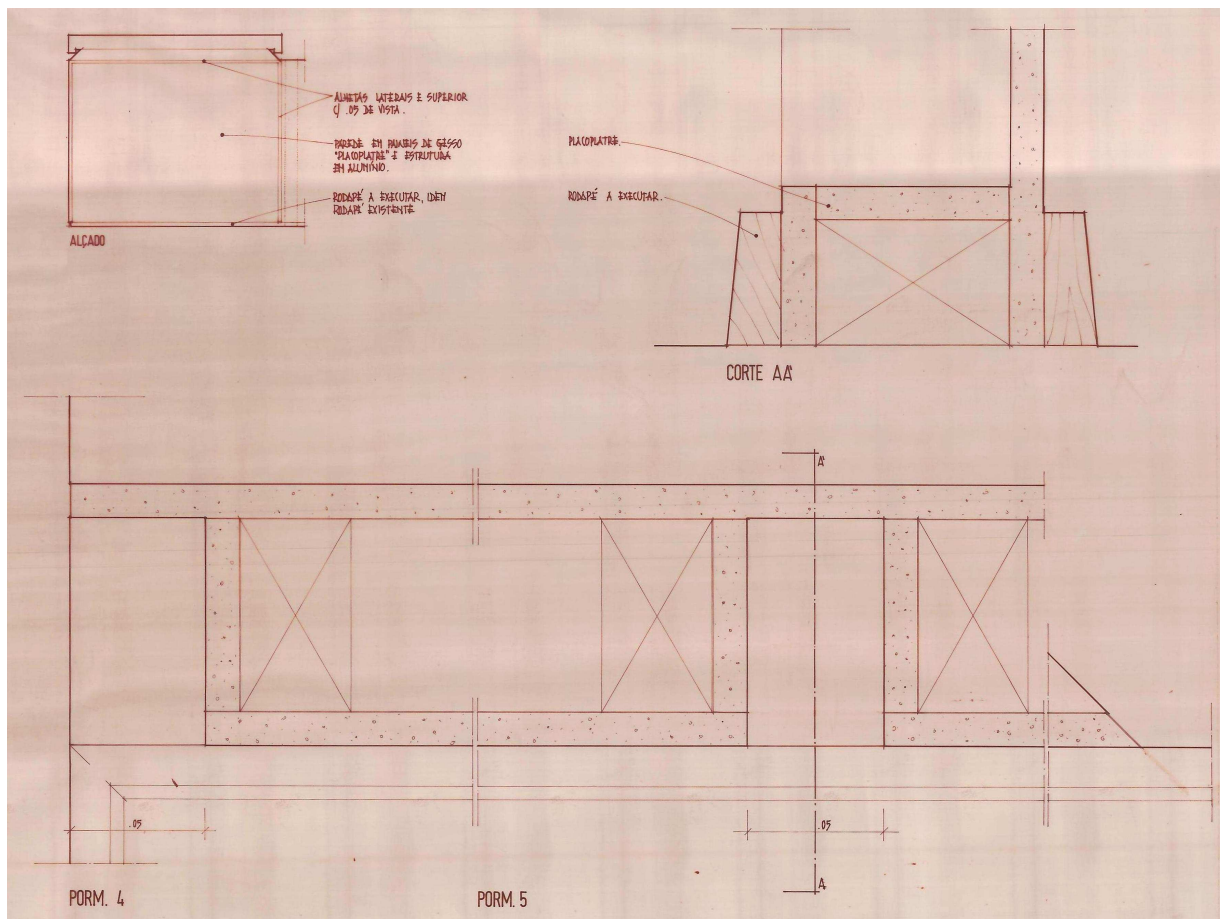 ALHETAS LATERAIS E SUPERIOR
C/ .05 DE VISTA.
PAREDE EM PAINEIS DE GESSO
"PLACOPLATRE" E ESTRUTURA
EM ALUMÍNIO.
RODAPÉ A EXECUTAR, IDEM
RODAPÉ EXISTENTE
ALÇADO
PLACOPLATRE.
RODAPÉ A EXECUTAR.
CORTE AA'
A'
.05
.05
A
PORM. 4
PORM. 5